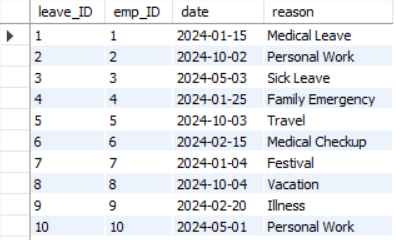 leave_ID emp_ID date reason
1 1 2024-01-15 Medical Leave
2 2 2024-10-02 Personal Work
3 3 2024-05-03 Sick Leave
4 4 2024-01-25 Family Emergency
5 5 2024-10-03 Travel
6 6 2024-02-15 Medical Checkup
7 7 2024-01-04 Festival
8 8 2024-10-04 Vacation
9 9 2024-02-20 Illness
10 10 2024-05-01 Personal Work